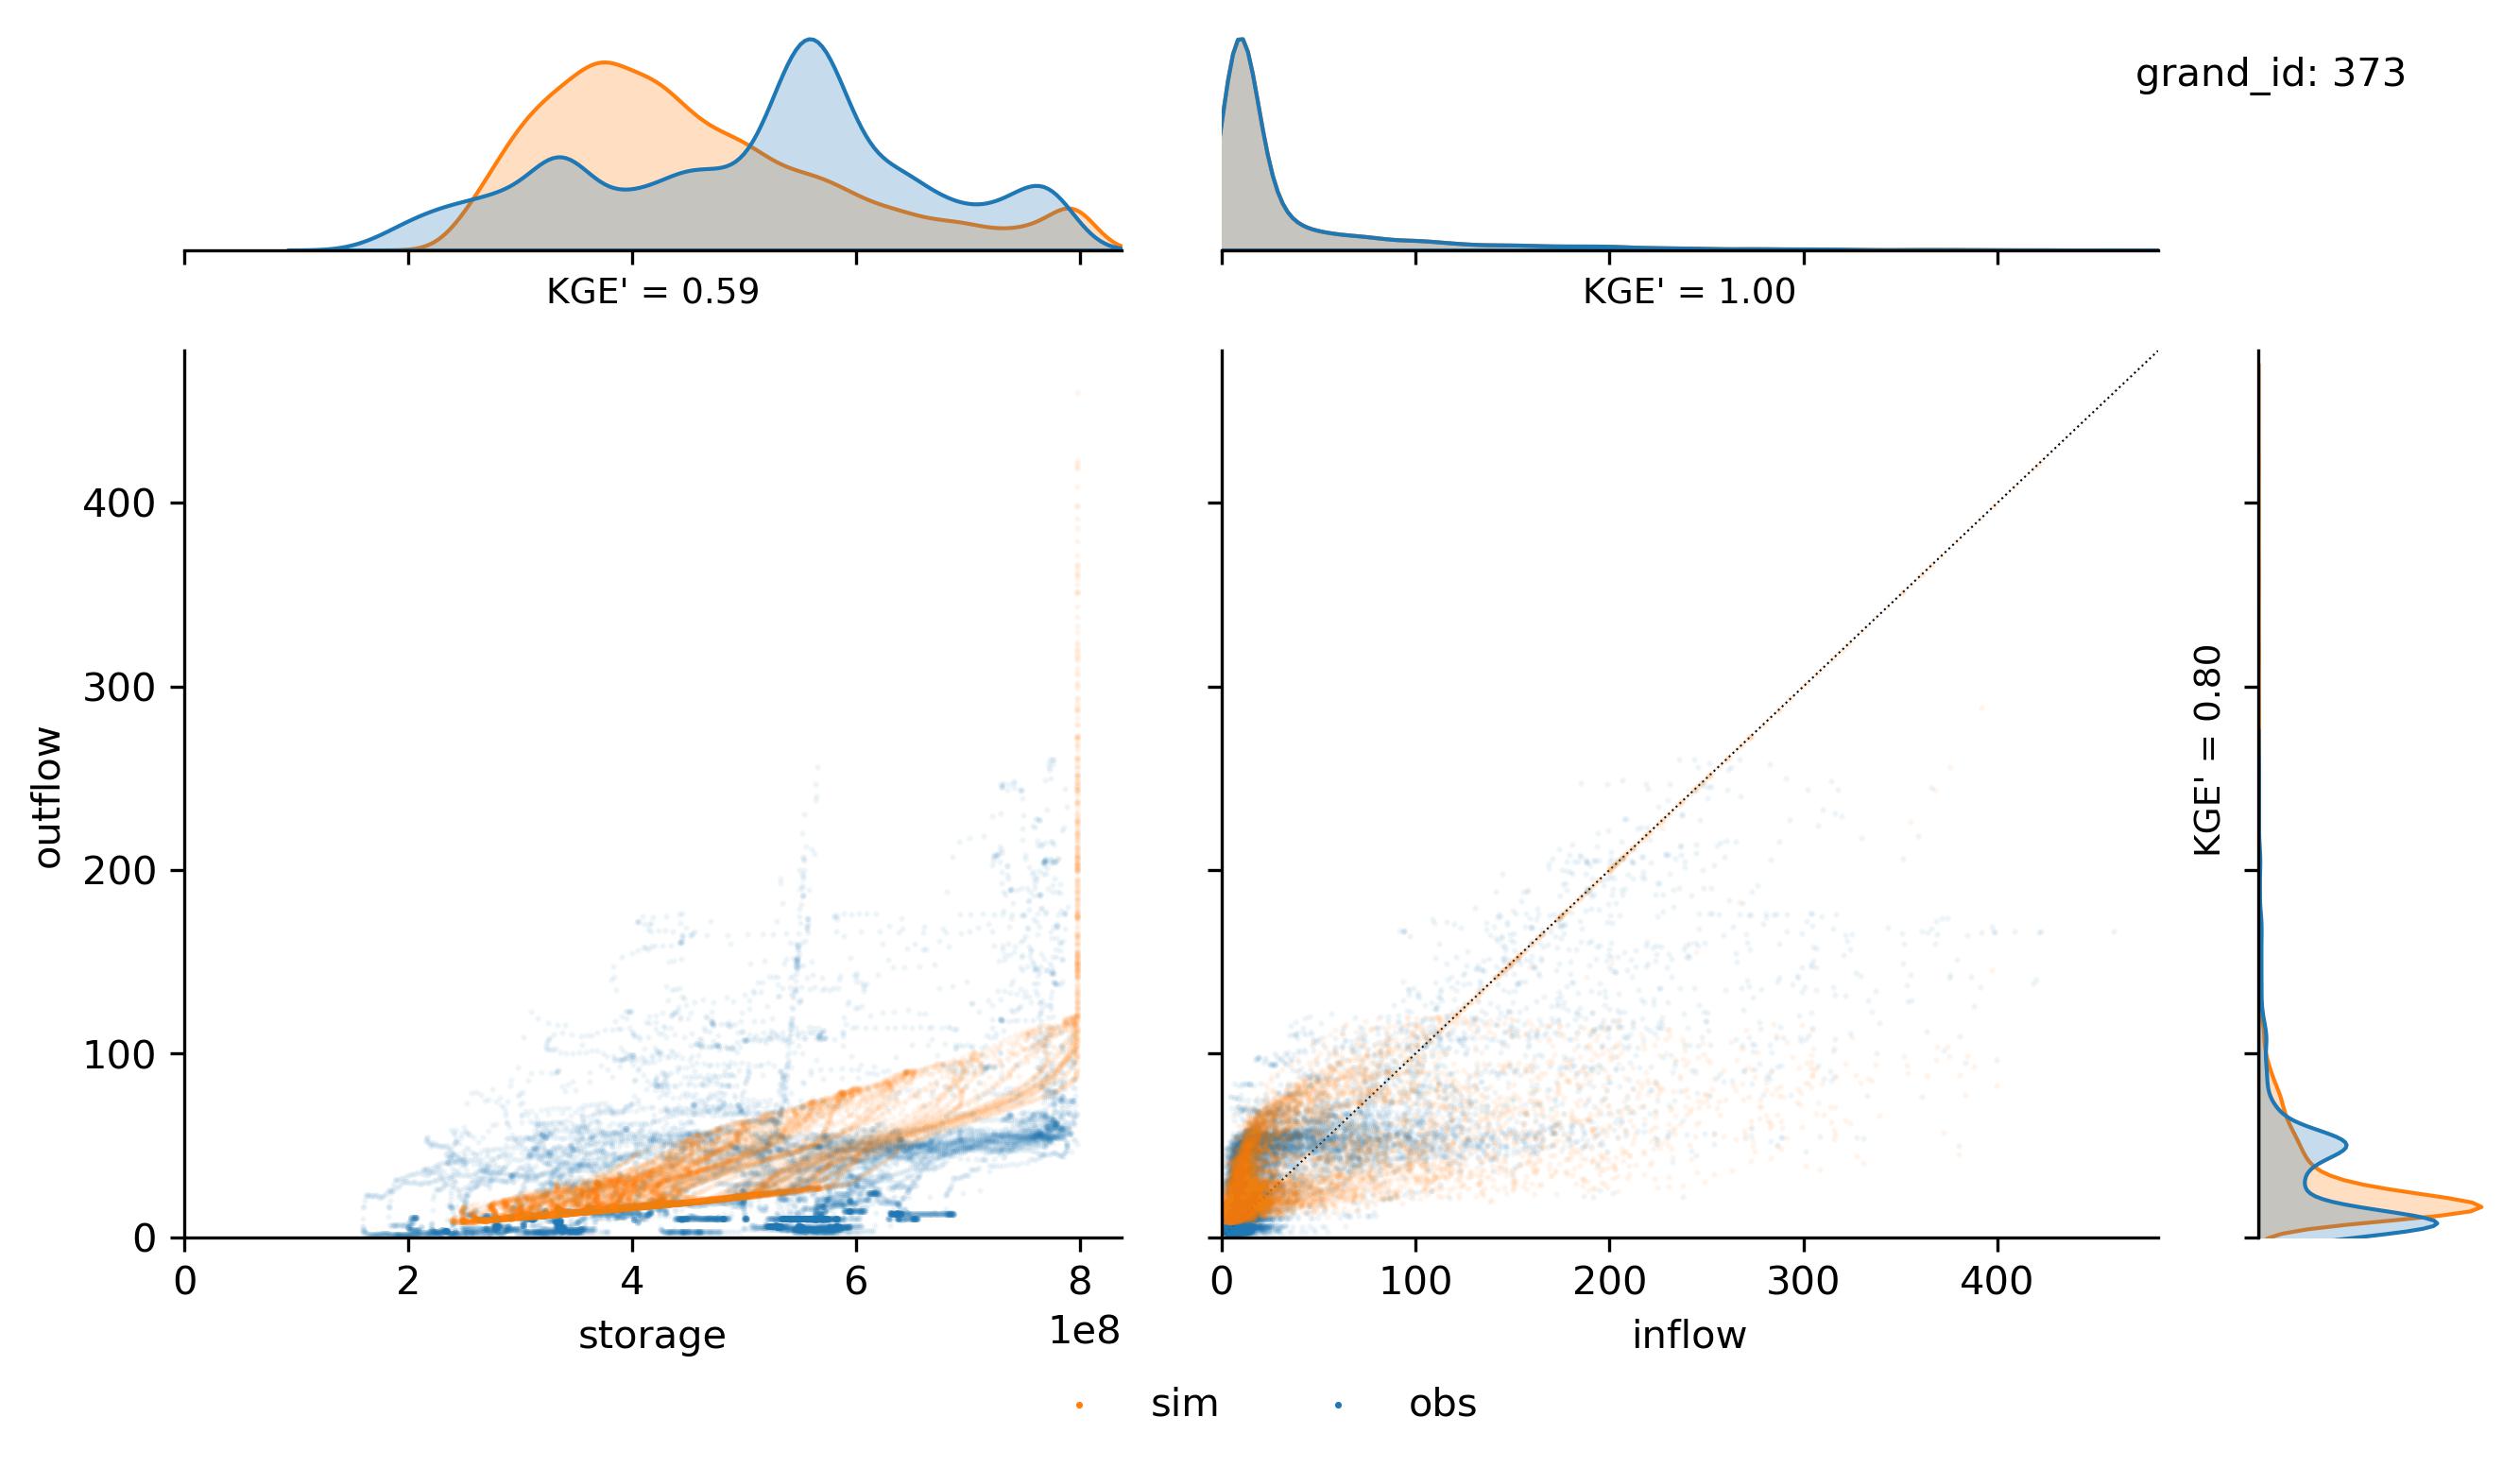 grand_id: 373
KGE' = 0.59
KGE' = 1.00
400
300
200
100
0
outflow
KGE' = 0.80
0 2 4 6 8
1e8
storage
0 100 200 300 400
inflow
sim obs